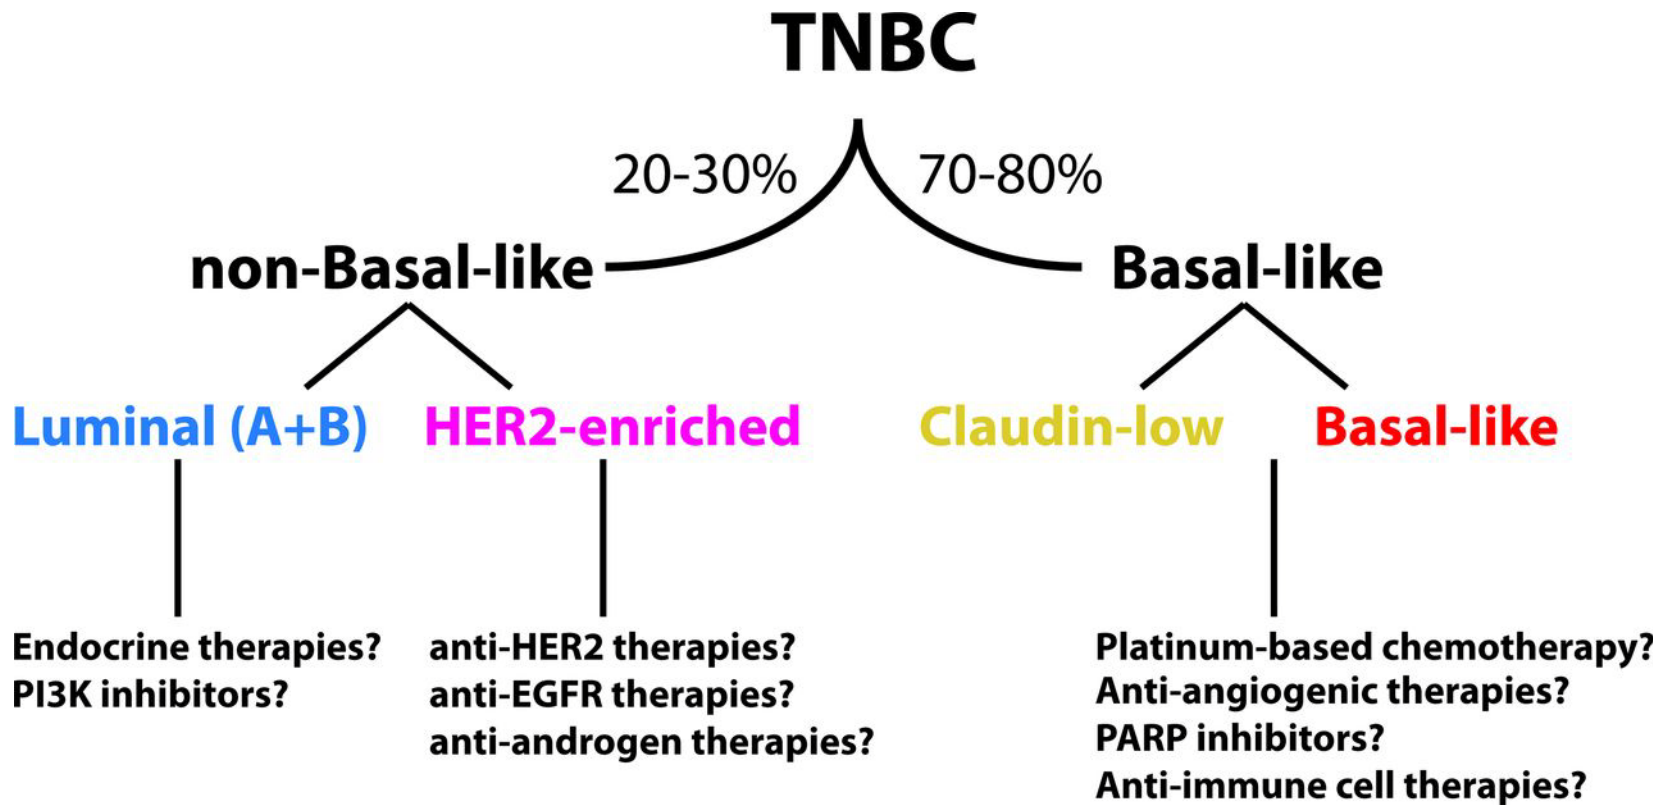 TNBC
20-30%
70-80%
non-Basal-like
Basal-like
Luminal (A+B)
HER2-enriched
Claudin-low
Basal-like
Endocrine therapies?
PI3K inhibitors?
anti-HER2 therapies?
anti-EGFR therapies?
anti-androgen therapies?
Platinum-based chemotherapy?
Anti-angiogenic therapies?
PARP inhibitors?
Anti-immune cell therapies?